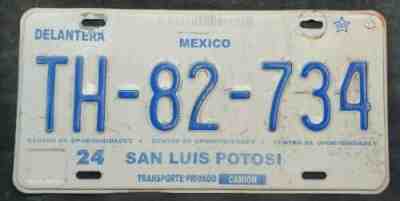 DELANTERA
MEXICO
TH-82-734
CENTRO DE OPORTUNIDADES • CENTRO DE OPORTUNIDADES • CENTRO DE OPORTUNIDADES
24 SAN LUIS POTOSI
TRANSPORTE PRIVADO CAMION